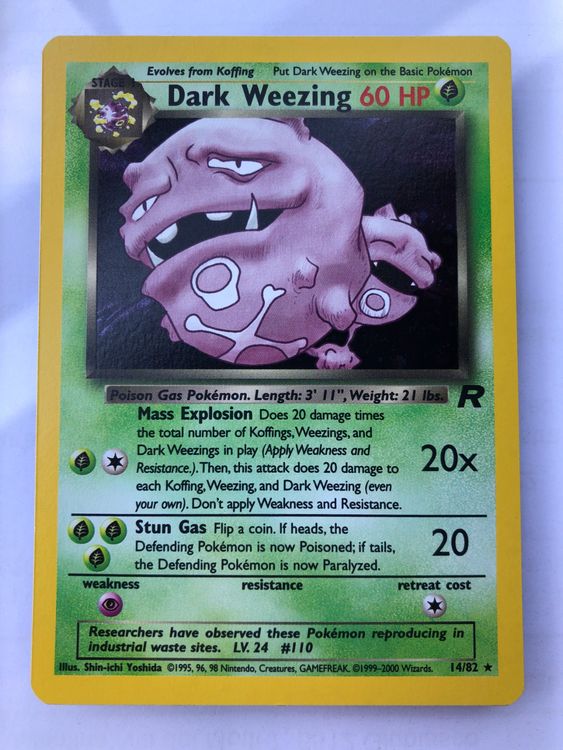 Evolves from Koffing Put Dark Weezing on the Basic Pokémon
STAGE 1
Dark Weezing 60 HP
Poison Gas Pokémon. Length: 3' 11", Weight: 21 lbs.
R
Mass Explosion Does 20 damage times
the total number of Koffings, Weezings, and
Dark Weezings in play (Apply Weakness and
Resistance.). Then, this attack does 20 damage to
each Koffing, Weezing, and Dark Weezing (even
your own). Don't apply Weakness and Resistance.
20x
Stun Gas Flip a coin. If heads, the
Defending Pokémon is now Poisoned; if tails,
the Defending Pokémon is now Paralyzed.
20
weakness resistance retreat cost
Researchers have observed these Pokémon reproducing in
industrial waste sites. LV. 24 #110
Illus. Shin-ichi Yoshida ©1995, 96, 98 Nintendo, Creatures, GAMEFREAK. ©1999-2000 Wizards. 14/82 ★